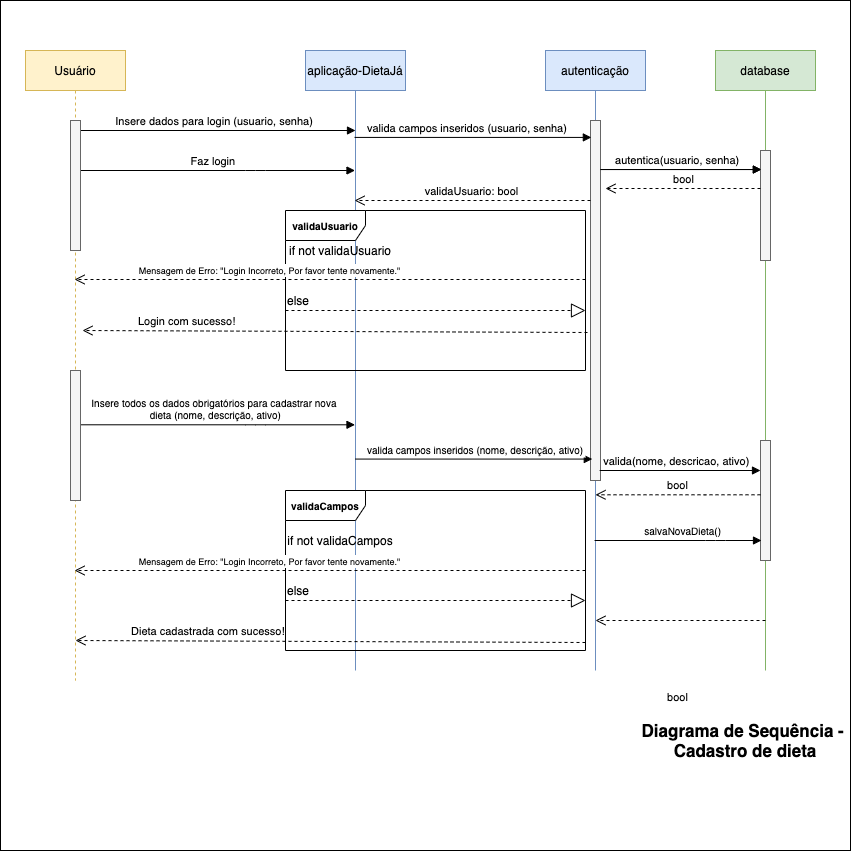 Usuário
aplicação-DietaJá
autenticação
database
Insere dados para login (usuario, senha)
valida campos inseridos (usuario, senha)
Faz login
autentica(usuario, senha)
bool
validaUsuario: bool
validaUsuario
if not validaUsuario
Mensagem de Erro: "Login Incorreto, Por favor tente novamente."
else
Login com sucesso!
Insere todos os dados obrigatórios para cadastrar nova
dieta (nome, descrição, ativo)
valida campos inseridos (nome, descrição, ativo)
valida(nome, descricao, ativo)
bool
validaCampos
salvaNovaDieta()
if not validaCampos
Mensagem de Erro: "Login Incorreto, Por favor tente novamente."
else
Dieta cadastrada com sucesso!
bool
Diagrama de Sequência -
Cadastro de dieta